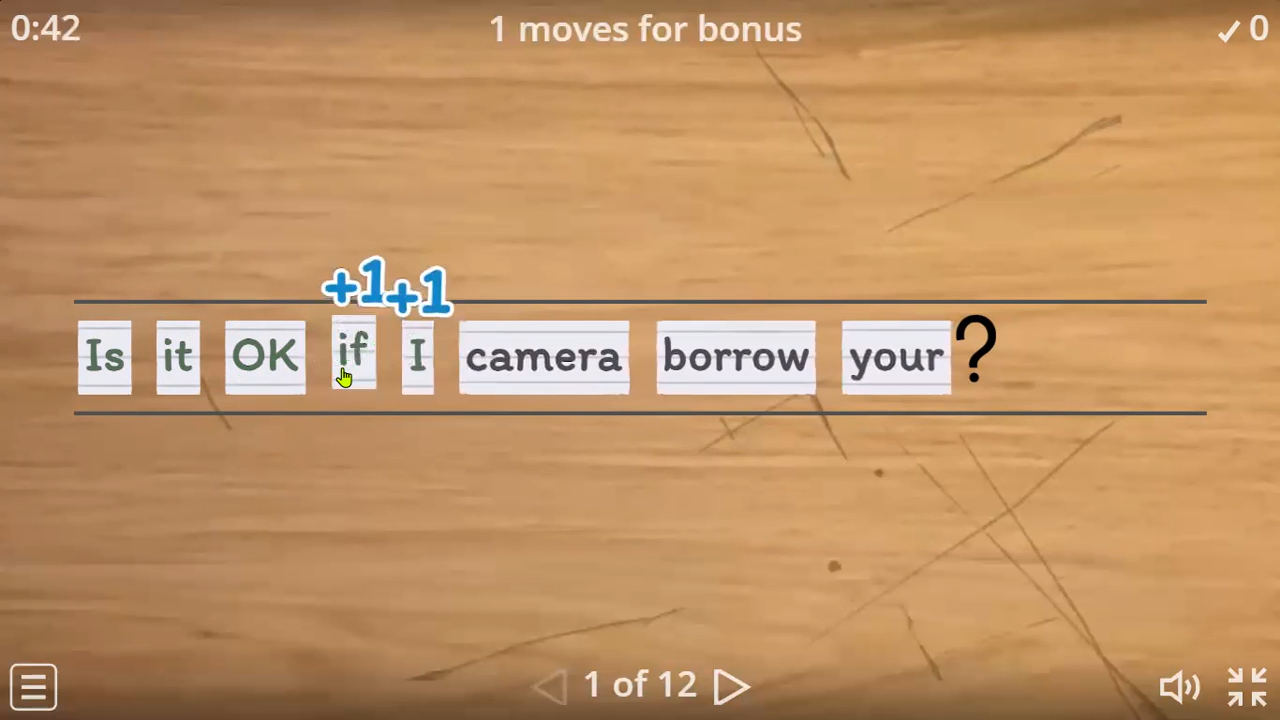 0:42 1 moves for bonus ✓ 0
+1 +1
Is it OK if I camera borrow your ?
1 of 12